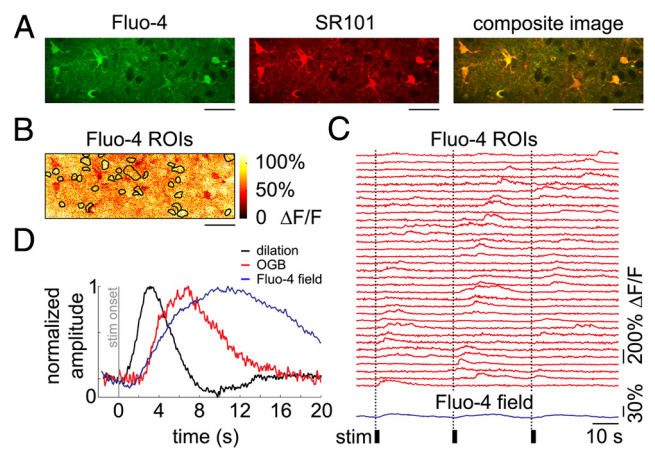 A
Fluo-4
SR101
composite image
B
Fluo-4 ROIs
100%
50%
0 ΔF/F
C
Fluo-4 ROIs
200% ΔF/F
30%
Fluo-4 field
stim
10 s
D
dilation
OGB
Fluo-4 field
stim onset
normalized
amplitude
1
1
0
4
8
12
16
20
time (s)